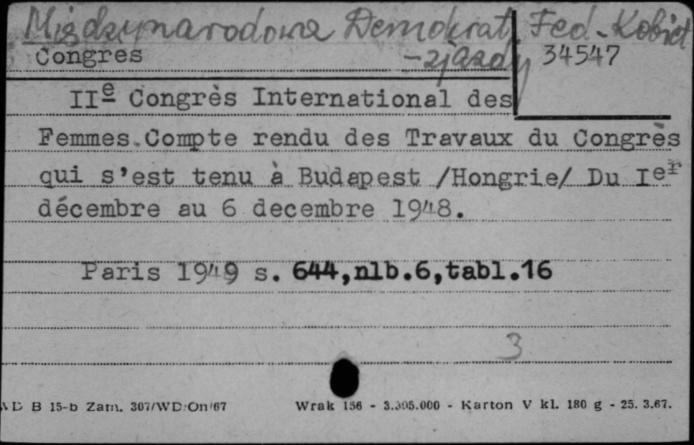 Międzynarodowa Demokrat. Fed. Kobiet
- zjazdy
Congres
34547
IIe Congrès International des
Femmes.Compte rendu des Travaux du Congrès
qui s'est tenu à Budapest /Hongrie/ Du Ier
décembre au 6 decembre 1948.
Paris 1949 s. 644,nlb.6,tabl.16
3
B 15-b Zam. 307/WD/On/67
Wrak 156 - 3.305.000 - Karton V kl. 180 g - 25. 3.67.